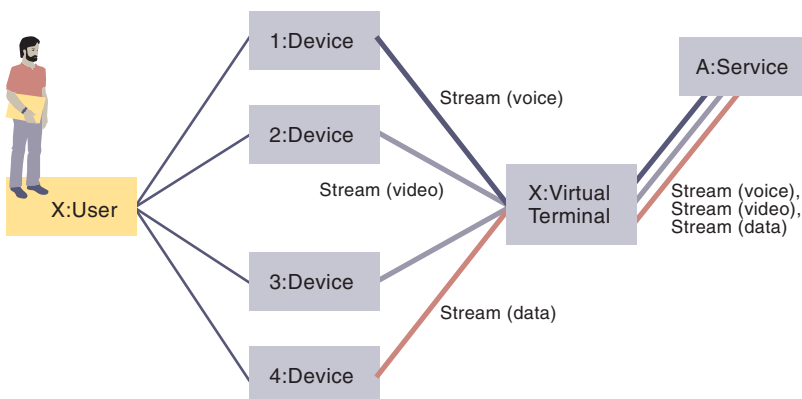 1:Device
A:Service
Stream (voice)
2:Device
Stream (video)
X:User
X:Virtual
Terminal
Stream (voice),
Stream (video),
Stream (data)
3:Device
Stream (data)
4:Device